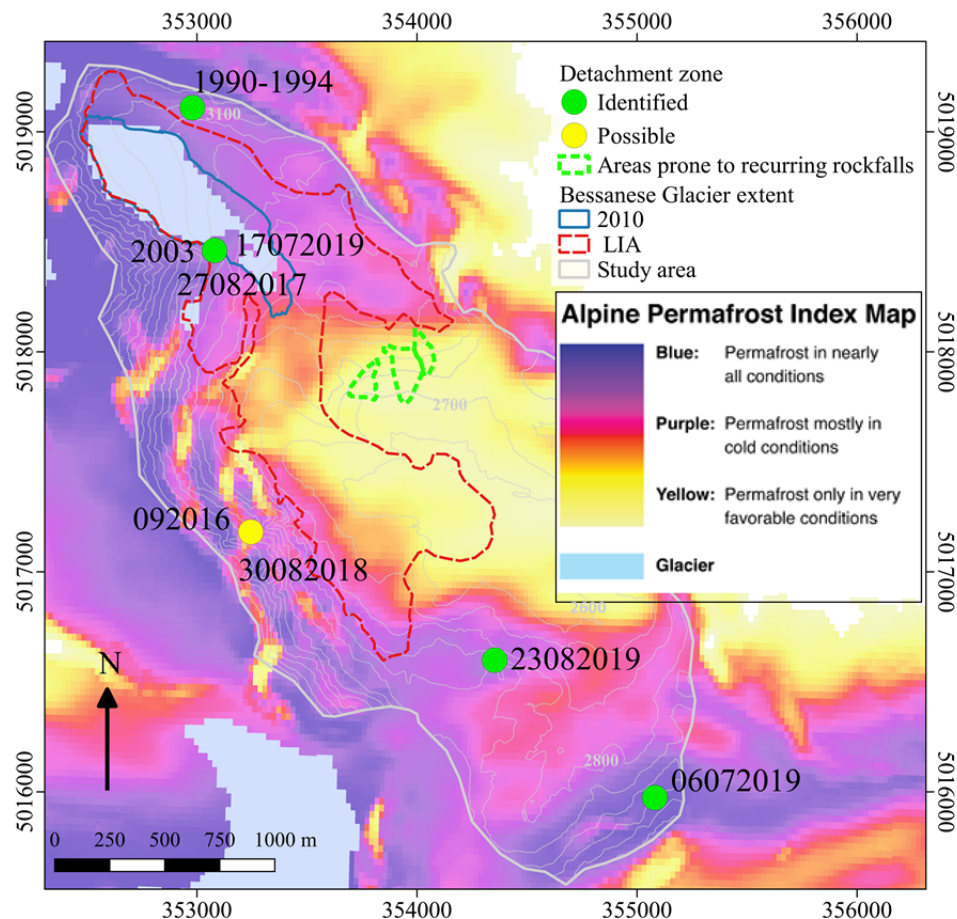 353000 354000 355000 356000
1990-1994
3100
Detachment zone
Identified
Possible
Areas prone to recurring rockfalls
Bessanese Glacier extent
2010
LIA
Study area
5019000
5019000
2003
17072019
27082017
Alpine Permafrost Index Map
Blue: Permafrost in nearly
all conditions
Purple: Permafrost mostly in
cold conditions
Yellow: Permafrost only in very
favorable conditions
Glacier
5018000
5018000
2700
092016
30082018
5017000
5017000
2600
23082019
N
2800
06072019
5016000
5016000
0 250 500 750 1000 m
353000 354000 355000 356000